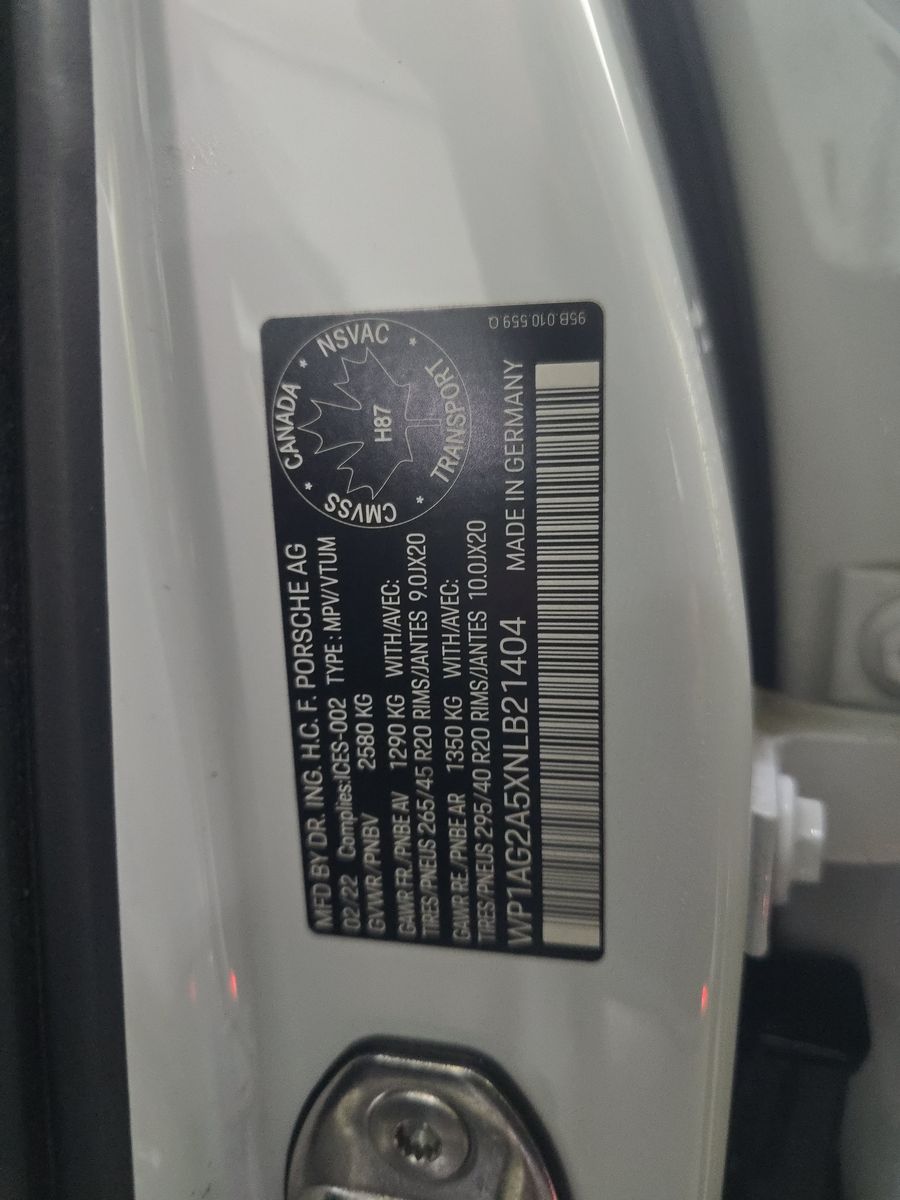 MFD BY DR. ING. H.C. F. PORSCHE AG
02/22 Complies:ICES-002 TYPE : MPV/VTUM
GVWR/PNBV 2580 KG
GAWR FR./PNBE AV 1290 KG WITH/AVEC:
TIRES/PNEUS 265/45 R20 RIMS/JANTES 9.0JX20
GAWR RE./PNBE AR 1350 KG WITH/AVEC:
TIRES/PNEUS 295/40 R20 RIMS/JANTES 10.0JX20
WP1AG2A5XNLB21404 MADE IN GERMANY
CANADA * NSVAC * TRANSPORT * CMVSS *
H87
95B.010.559 Q